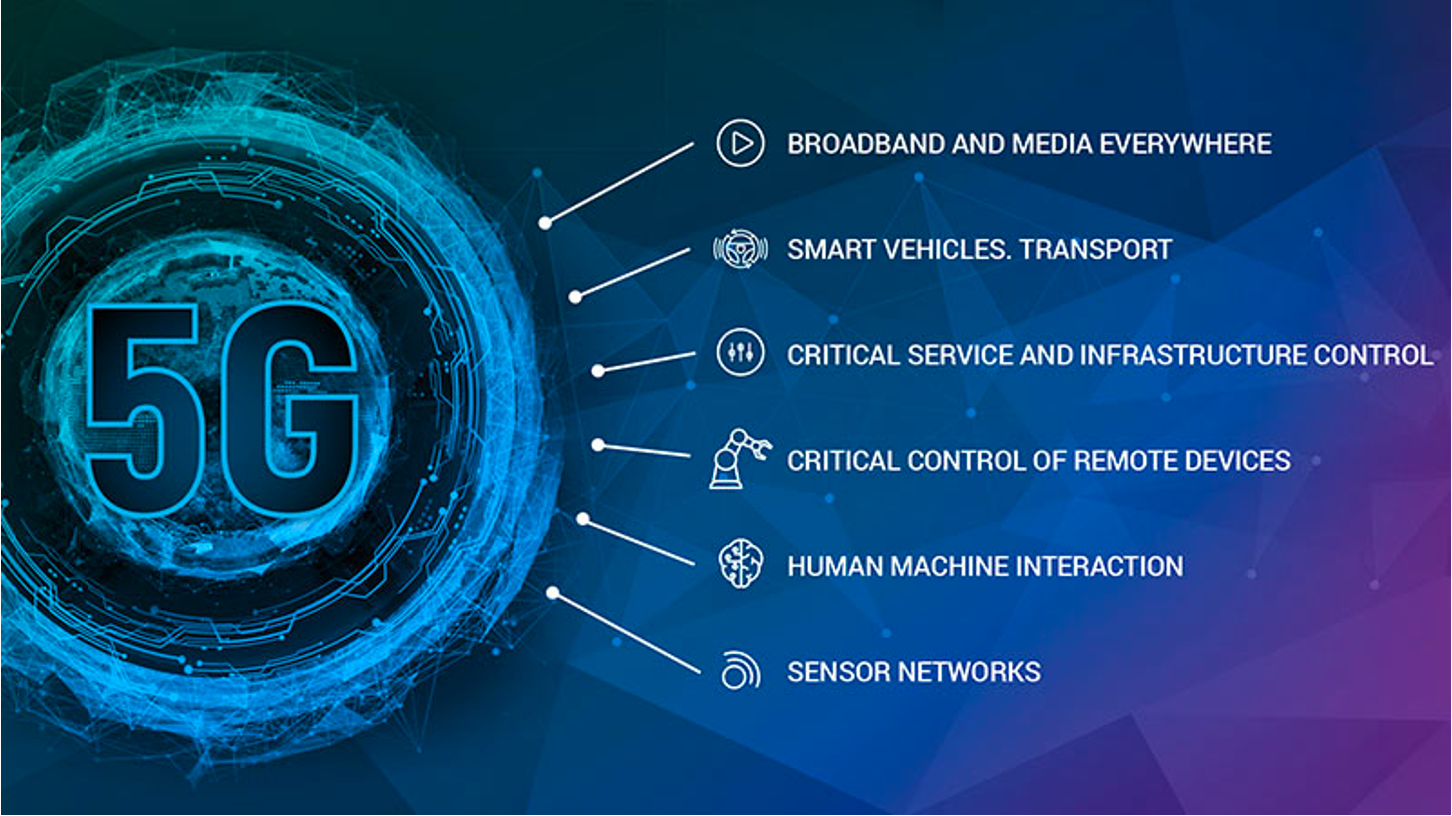 5G
BROADBAND AND MEDIA EVERYWHERE
SMART VEHICLES. TRANSPORT
CRITICAL SERVICE AND INFRASTRUCTURE CONTROL
CRITICAL CONTROL OF REMOTE DEVICES
HUMAN MACHINE INTERACTION
SENSOR NETWORKS